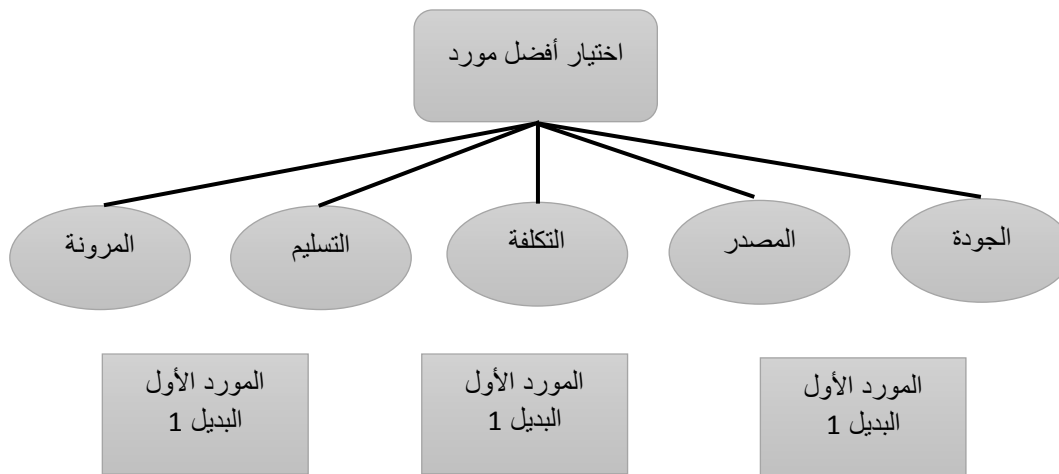 اختيار أفضل مورد
الجودة
المصدر
التكلفة
التسليم
المرونة
المورد الأول
البديل 1
المورد الأول
البديل 1
المورد الأول
البديل 1